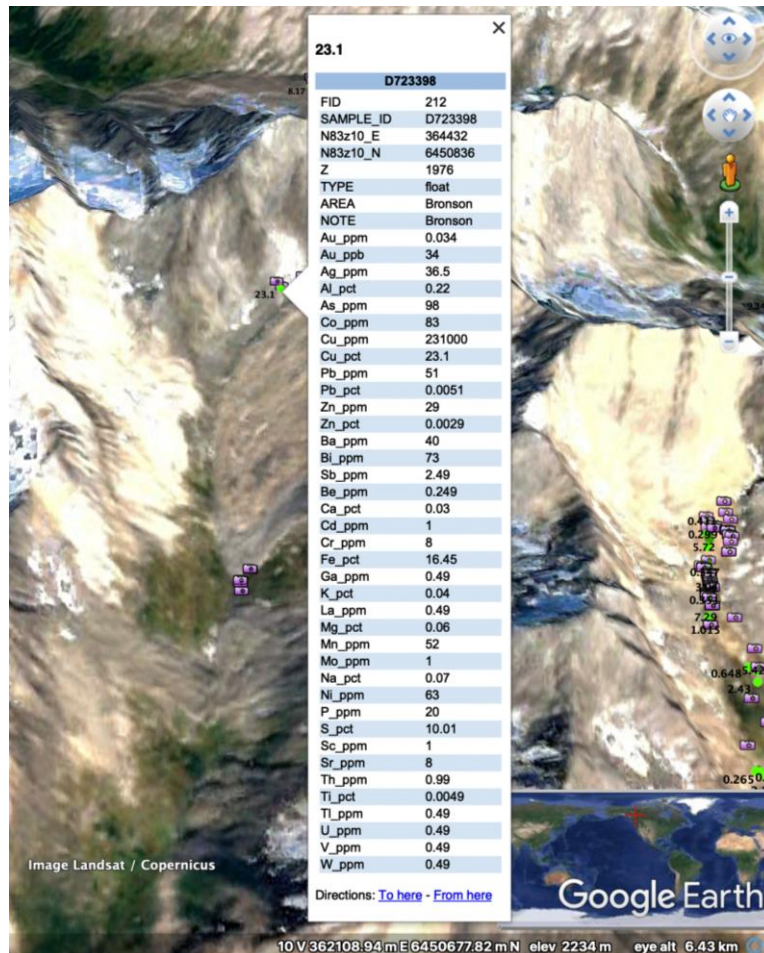 23.1
D723398
FID 212
SAMPLE_ID D723398
N83z10_E 364432
N83z10_N 6450836
Z 1976
TYPE float
AREA Bronson
NOTE Bronson
Au_ppm 0.034
Au_ppb 34
Ag_ppm 36.5
Al_pct 0.22
As_ppm 98
Co_ppm 83
Cu_ppm 231000
Cu_pct 23.1
Pb_ppm 51
Pb_pct 0.0051
Zn_ppm 29
Zn_pct 0.0029
Ba_ppm 40
Bi_ppm 73
Sb_ppm 2.49
Be_ppm 0.249
Ca_pct 0.03
Cd_ppm 1
Cr_ppm 8
Fe_pct 16.45
Ga_ppm 0.49
K_pct 0.04
La_ppm 0.49
Mg_pct 0.06
Mn_ppm 52
Mo_ppm 1
Na_pct 0.07
Ni_ppm 63
P_ppm 20
S_pct 10.01
Sc_ppm 1
Sr_ppm 8
Th_ppm 0.99
Ti_pct 0.0049
Tl_ppm 0.49
U_ppm 0.49
V_ppm 0.49
W_ppm 0.49
Directions: To here - From here
8.17
23.1
0.299
5.72
7.29
1.015
0.648
5.42
2.43
0.265
Image Landsat / Copernicus
Google Earth
10 V 362108.94 m E 6450677.82 m N elev 2234 m eye alt 6.43 km